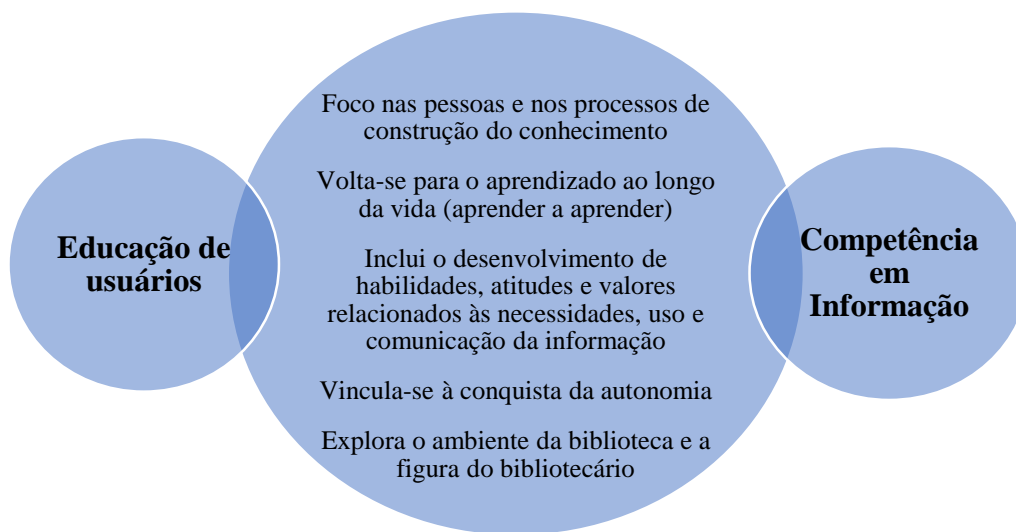 Educação de
usuários
Foco nas pessoas e nos processos de
construção do conhecimento
Volta-se para o aprendizado ao longo
da vida (aprender a aprender)
Inclui o desenvolvimento de
habilidades, atitudes e valores
relacionados às necessidades, uso e
comunicação da informação
Vincula-se à conquista da autonomia
Explora o ambiente da biblioteca e a
figura do bibliotecário
Competência
em
Informação